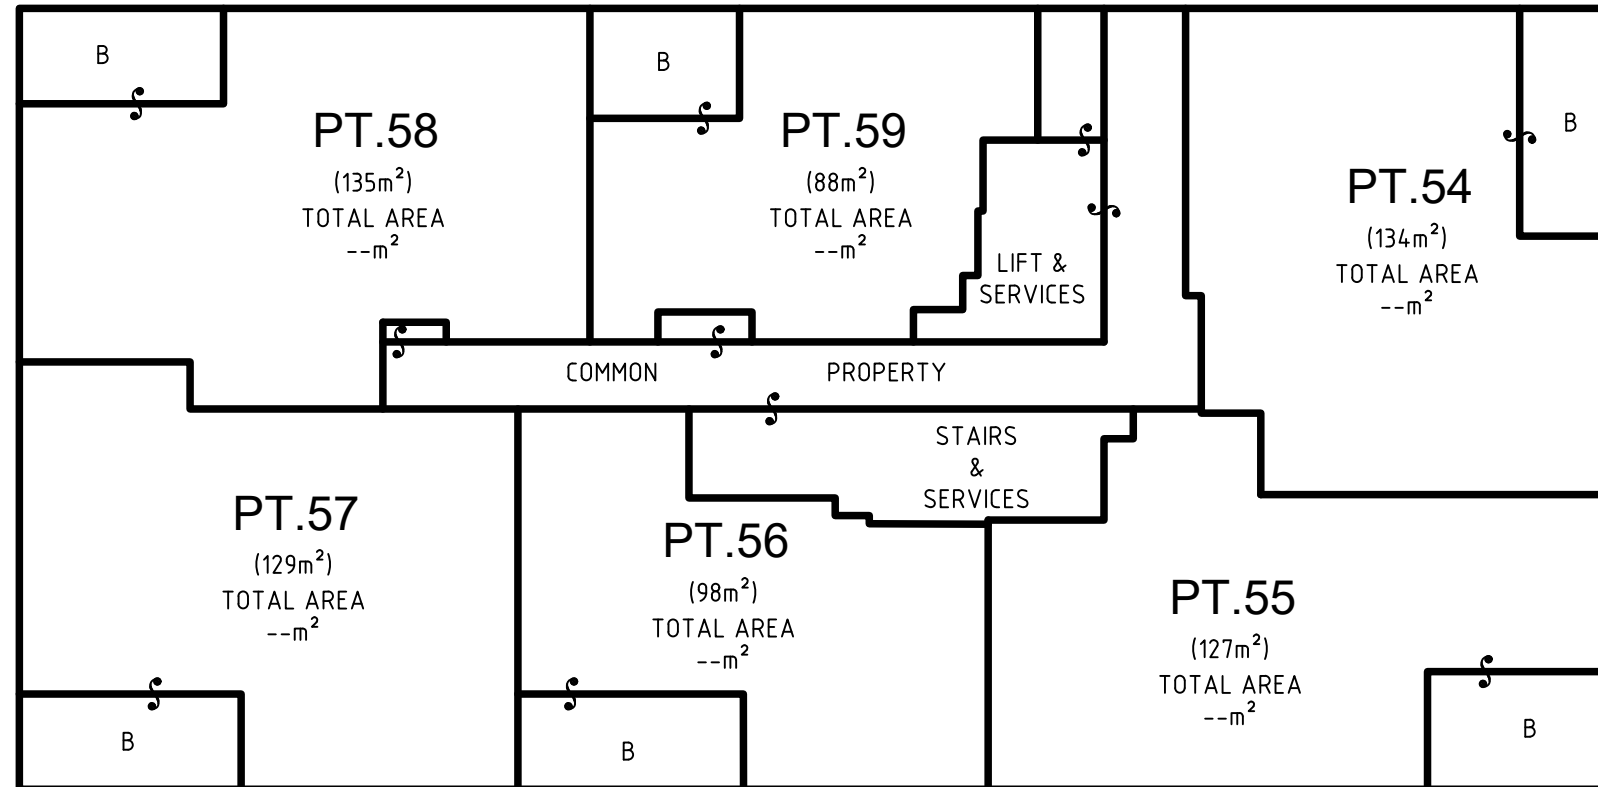 B
PT.58
(135m²)
TOTAL AREA
--m²
B
PT.59
(88m²)
TOTAL AREA
--m²
LIFT &
SERVICES
B
PT.54
(134m²)
TOTAL AREA
--m²
COMMON PROPERTY
STAIRS
&
SERVICES
PT.57
(129m²)
TOTAL AREA
--m²
B
PT.56
(98m²)
TOTAL AREA
--m²
B
PT.55
(127m²)
TOTAL AREA
--m²
B